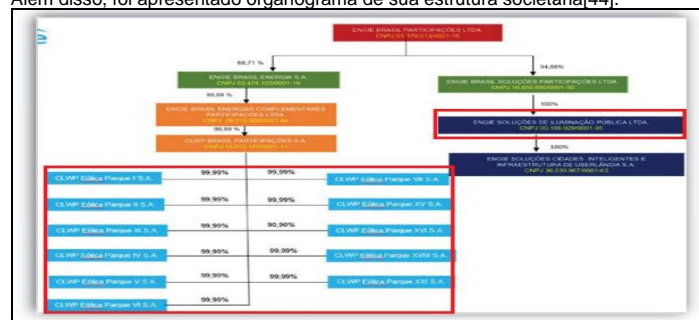 Além disso, foi apresentado organograma de sua estrutura societária[44].
ENGIE BRASIL PARTICIPAÇÕES LTDA.
66,71 %
ENGIE BRASIL ENERGIA S.A.
99,99 %
ENGIE BRASIL ENERGIAS COMPLEMENTARES
PARTICIPAÇÕES LTDA.
99,99 %
CLWP BRASIL PARTICIPAÇÕES S.A.
ENGIE BRASIL SOLUÇÕES PARTICIPAÇÕES LTDA.
100%
ENGIE SOLUÇÕES DE ILUMINAÇÃO PÚBLICA LTDA.
100%
ENGIE SOLUÇÕES CIDADES INTELIGENTES E
INFRAESTRUTURA DE UBERLÂNDIA S.A.
CLWP Eólica Parque I S.A. 99,99% 99,99% CLWP Eólica Parque VII S.A.
CLWP Eólica Parque II S.A. 99,99% 99,99% CLWP Eólica Parque XV S.A.
CLWP Eólica Parque III S.A. 99,99% CLWP Eólica Parque XVI S.A.
CLWP Eólica Parque IV S.A. 99,99% 99,99% CLWP Eólica Parque XVIII S.A.
CLWP Eólica Parque V S.A. 99,99% 99,99% CLWP Eólica Parque XXI S.A.
CLWP Eólica Parque VI S.A. 99,99%